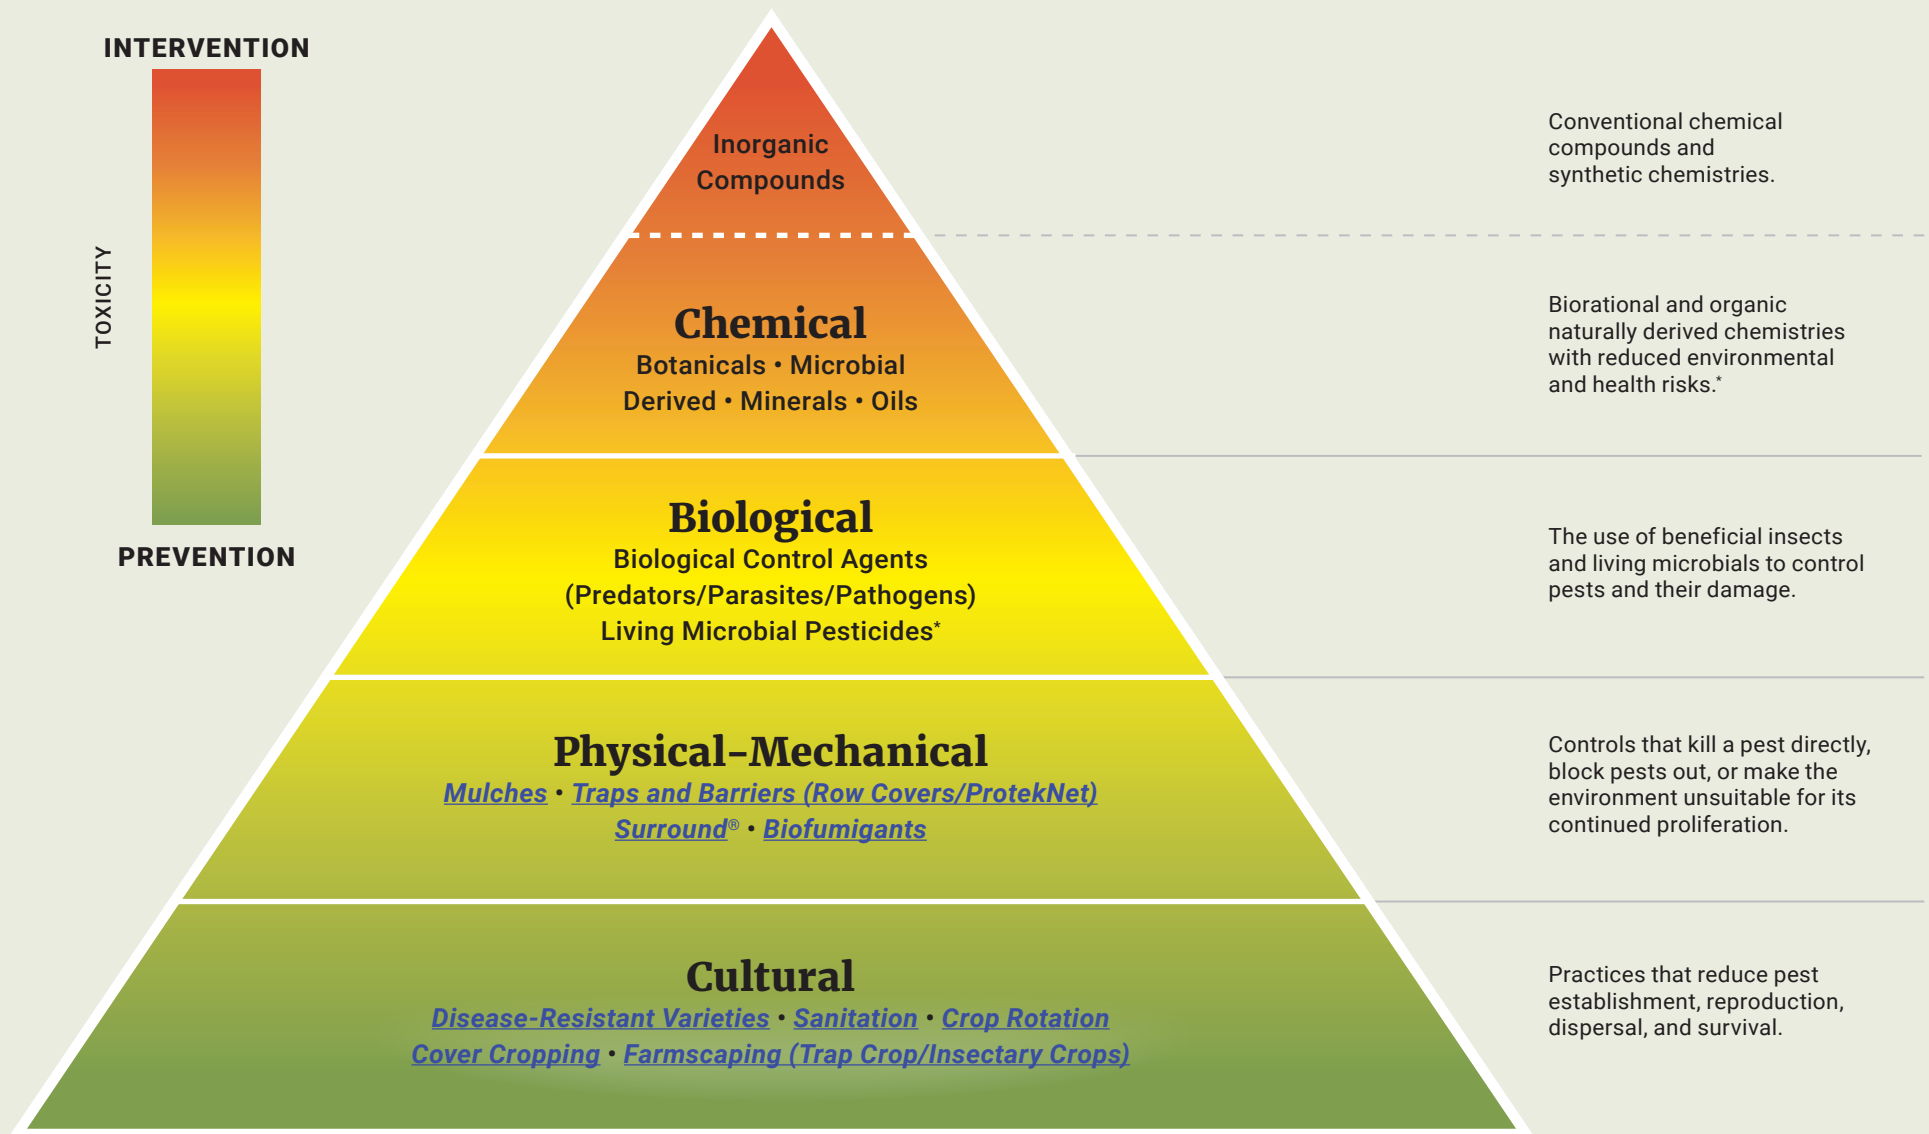 INTERVENTION
TOXICITY
PREVENTION
Inorganic
Compounds
Conventional chemical
compounds and
synthetic chemistries.
Chemical
Botanicals • Microbial
Derived • Minerals • Oils
Biorational and organic
naturally derived chemistries
with reduced environmental
and health risks.*
Biological
Biological Control Agents
(Predators/Parasites/Pathogens)
Living Microbial Pesticides*
The use of beneficial insects
and living microbials to control
pests and their damage.
Physical-Mechanical
Mulches • Traps and Barriers (Row Covers/ProtekNet)
Surround® • Biofumigants
Controls that kill a pest directly,
block pests out, or make the
environment unsuitable for its
continued proliferation.
Cultural
Disease-Resistant Varieties • Sanitation • Crop Rotation
Cover Cropping • Farmscaping (Trap Crop/Insectary Crops)
Practices that reduce pest
establishment, reproduction,
dispersal, and survival.